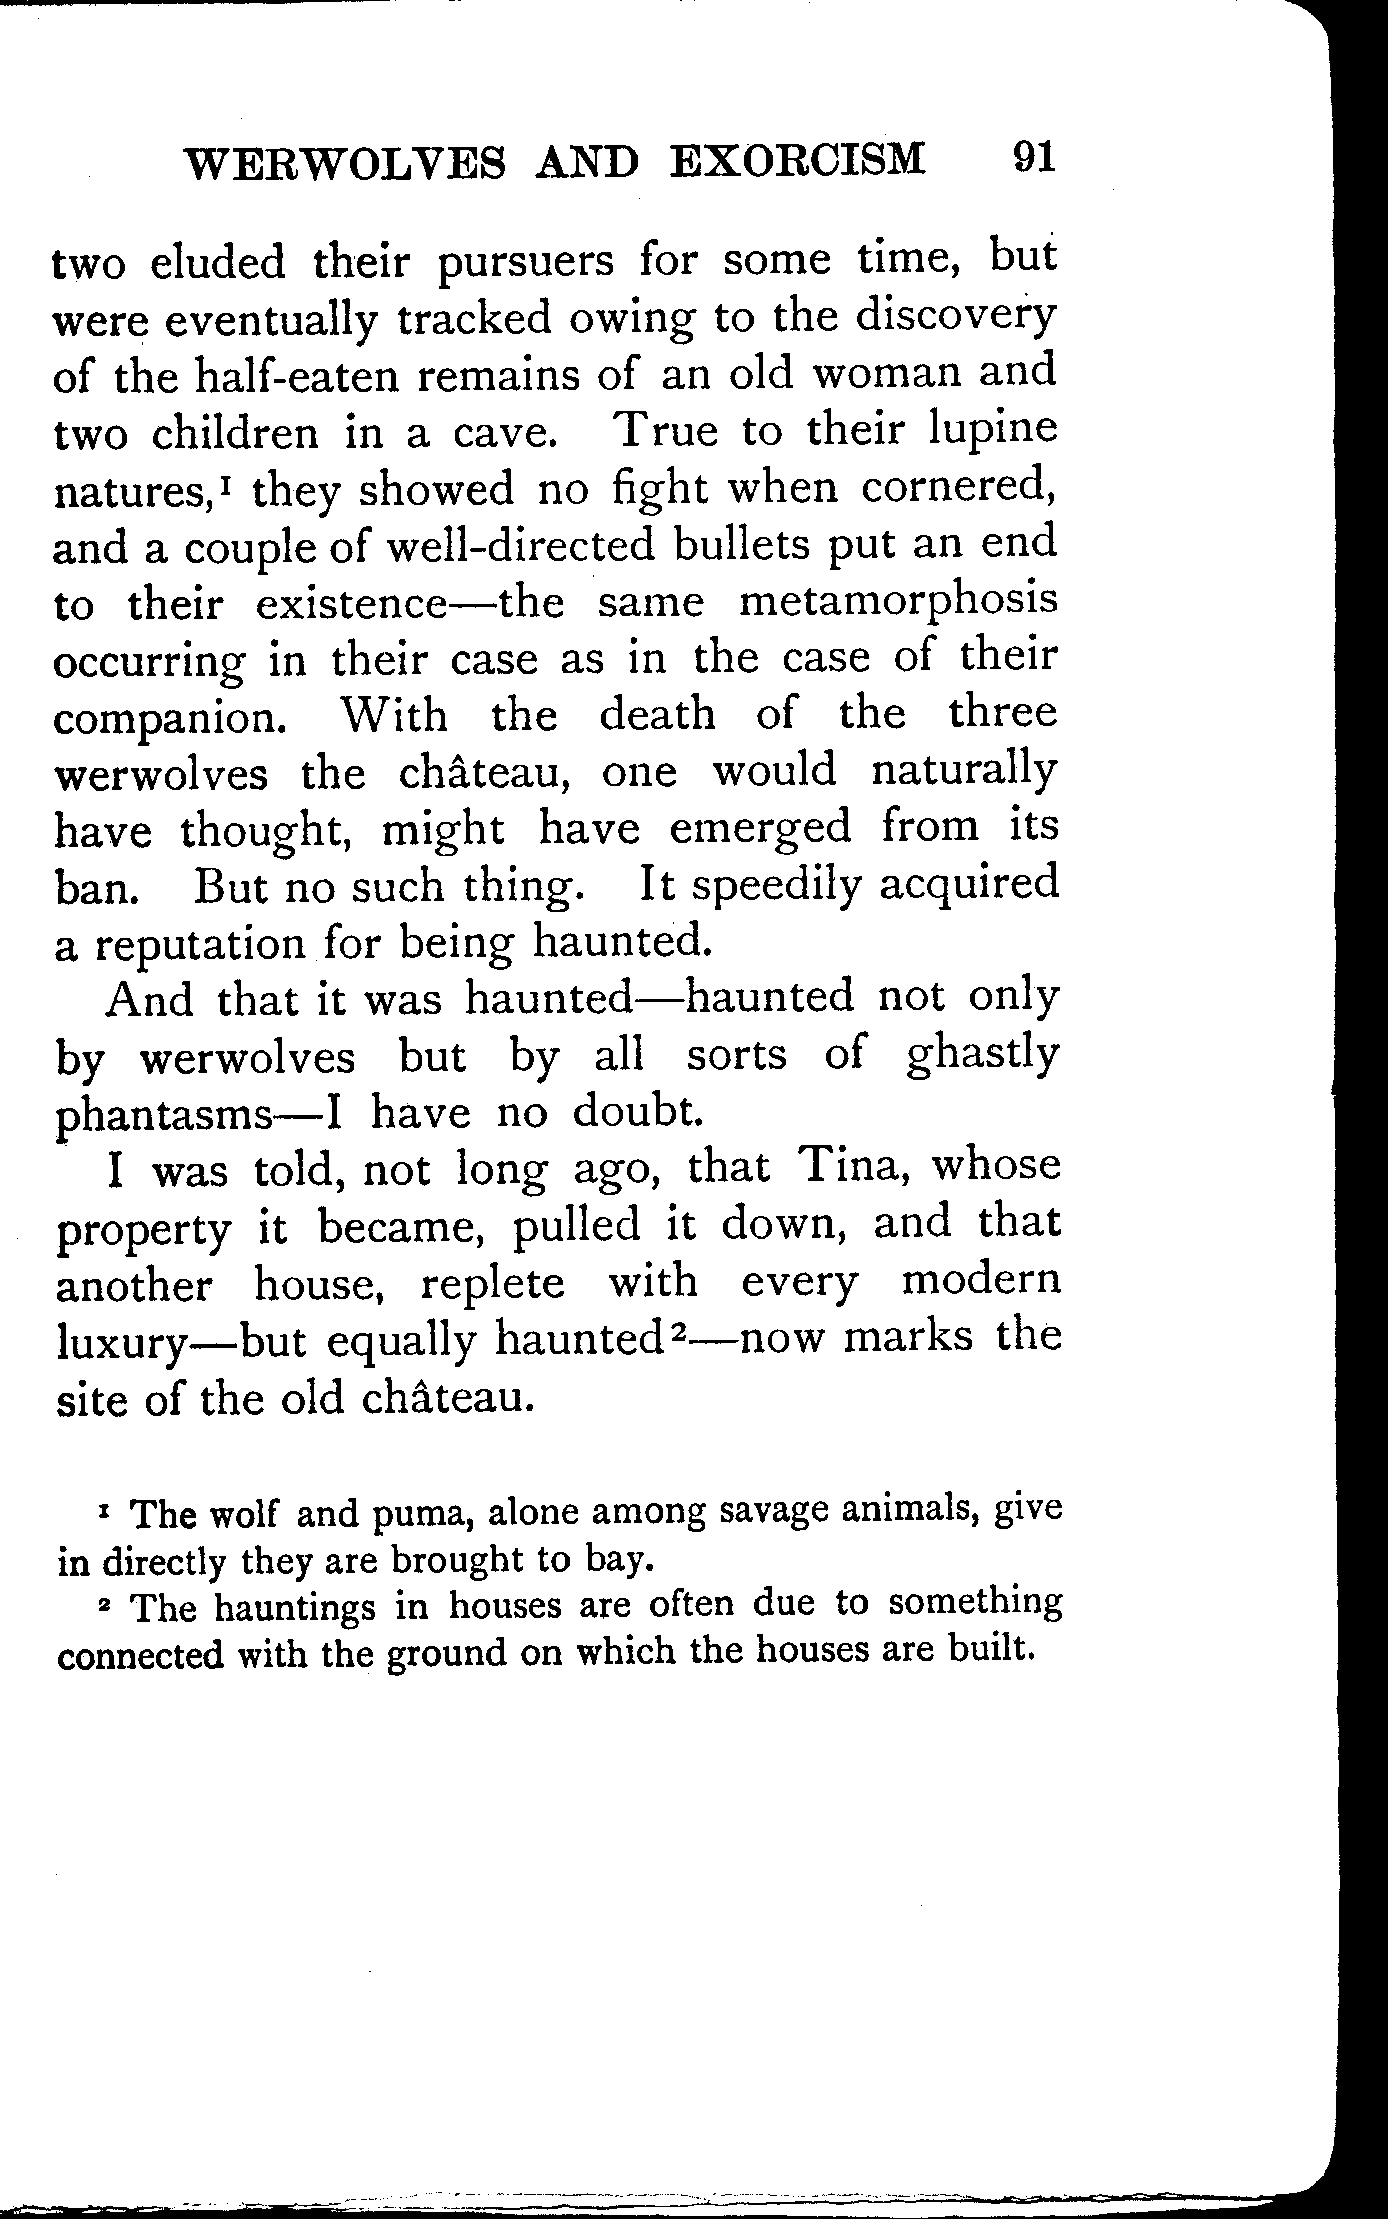 WERWOLVES AND EXORCISM 91
two eluded their pursuers for some time, but
were eventually tracked owing to the discovery
of the half-eaten remains of an old woman and
two children in a cave. True to their lupine
natures,¹ they showed no fight when cornered,
and a couple of well-directed bullets put an end
to their existence—the same metamorphosis
occurring in their case as in the case of their
companion. With the death of the three
werwolves the château, one would naturally
have thought, might have emerged from its
ban. But no such thing. It speedily acquired
a reputation for being haunted.
And that it was haunted—haunted not only
by werwolves but by all sorts of ghastly
phantasms—I have no doubt.
I was told, not long ago, that Tina, whose
property it became, pulled it down, and that
another house, replete with every modern
luxury—but equally haunted²—now marks the
site of the old château.
¹ The wolf and puma, alone among savage animals, give
in directly they are brought to bay.
² The hauntings in houses are often due to something
connected with the ground on which the houses are built.